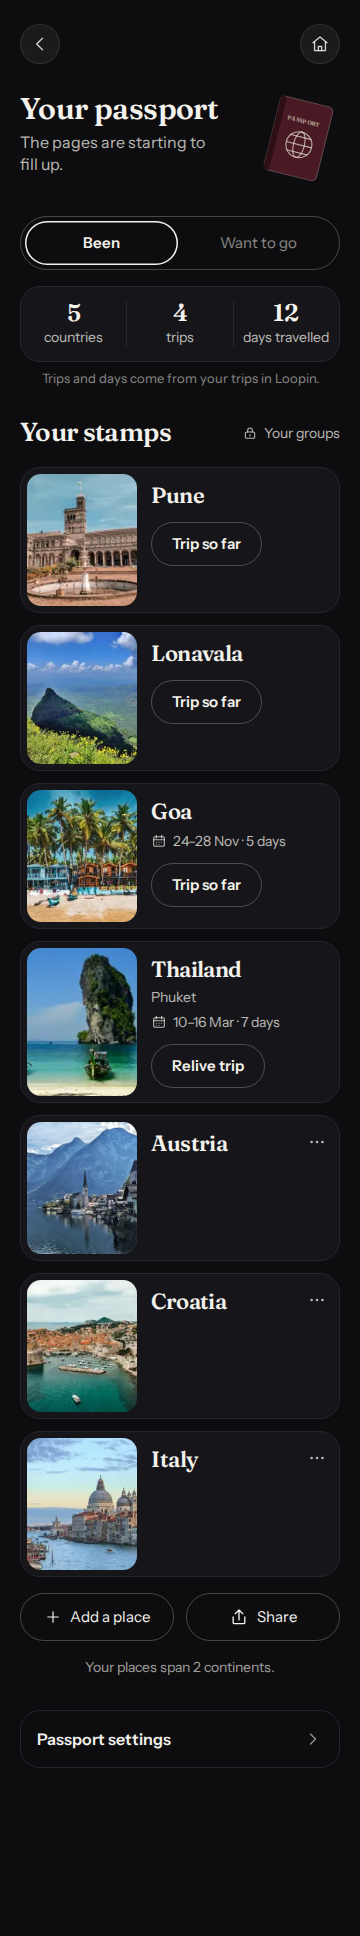 Your passport
The pages are starting to
fill up.
PASSPORT
Been
Want to go
5
countries
4
trips
12
days travelled
Trips and days come from your trips in Loopin.
Your stamps
Your groups
Pune
Trip so far
Lonavala
Trip so far
Goa
24–28 Nov · 5 days
Trip so far
Thailand
Phuket
10–16 Mar · 7 days
Relive trip
Austria
Croatia
Italy
Add a place
Share
Your places span 2 continents.
Passport settings